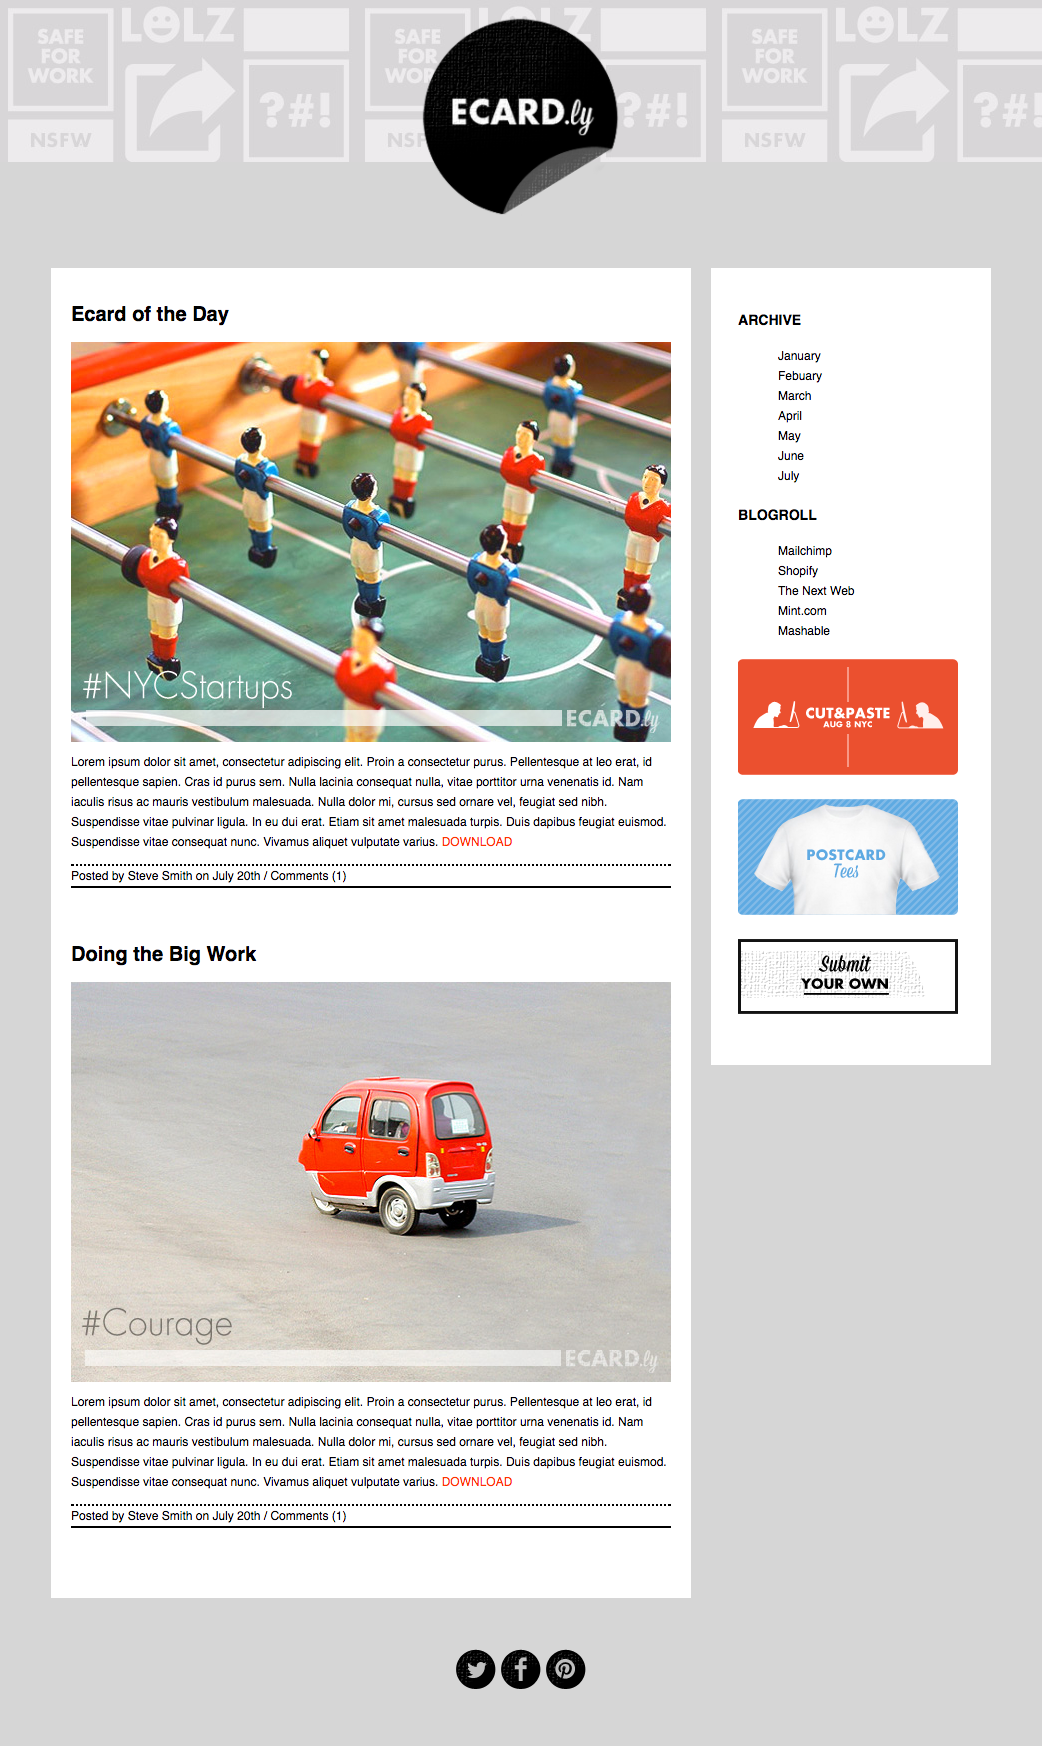 SAFE
FOR
WORK
NSFW
LOLZ
?#!
SAFE
FOR
WOR
?#!
SAFE
FOR
WORK
NSFW
LOLZ
?#!
ECARD.ly
Ecard of the Day
#NYCStartups
ECARD.ly
Lorem ipsum dolor sit amet, consectetur adipiscing elit. Proin a consectetur purus. Pellentesque at leo erat, id
pellentesque sapien. Cras id purus sem. Nulla lacinia consequat nulla, vitae porttitor urna venenatis id. Nam
iaculis risus ac mauris vestibulum malesuada. Nulla dolor mi, cursus sed ornare vel, feugiat sed nibh.
Suspendisse vitae pulvinar ligula. In eu dui erat. Etiam sit amet malesuada turpis. Duis dapibus feugiat euismod.
Suspendisse vitae consequat nunc. Vivamus aliquet vulputate varius. DOWNLOAD
Posted by Steve Smith on July 20th / Comments (1)
Doing the Big Work
#Courage
ECARD.ly
Lorem ipsum dolor sit amet, consectetur adipiscing elit. Proin a consectetur purus. Pellentesque at leo erat, id
pellentesque sapien. Cras id purus sem. Nulla lacinia consequat nulla, vitae porttitor urna venenatis id. Nam
iaculis risus ac mauris vestibulum malesuada. Nulla dolor mi, cursus sed ornare vel, feugiat sed nibh.
Suspendisse vitae pulvinar ligula. In eu dui erat. Etiam sit amet malesuada turpis. Duis dapibus feugiat euismod.
Suspendisse vitae consequat nunc. Vivamus aliquet vulputate varius. DOWNLOAD
Posted by Steve Smith on July 20th / Comments (1)
ARCHIVE
January
Febuary
March
April
May
June
July
BLOGROLL
Mailchimp
Shopify
The Next Web
Mint.com
Mashable
CUT&PASTE
AUG 8 NYC
POSTCARD
Tees
Submit
YOUR OWN